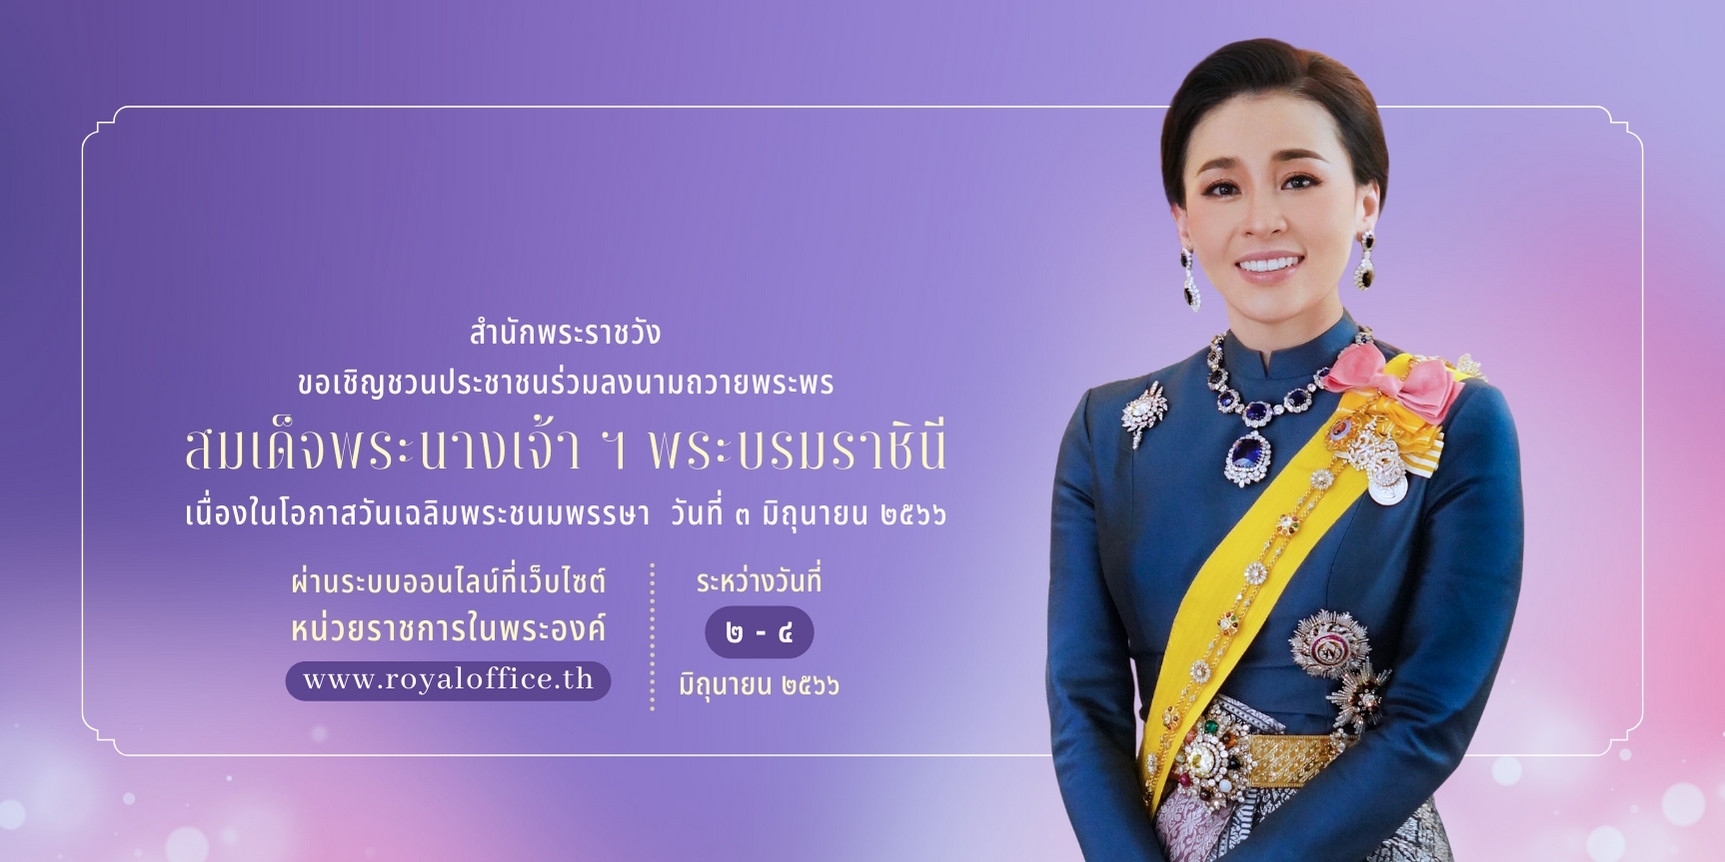 สำนักพระราชวัง
ขอเชิญชวนประชาชนร่วมลงนามถวายพระพร
สมเด็จพระนางเจ้า ฯ พระบรมราชินี
เนื่องในโอกาสวันเฉลิมพระชนมพรรษา วันที่ ๓ มิถุนายน ๒๕๖๖
ผ่านระบบออนไลน์ที่เว็บไซต์
หน่วยราชการในพระองค์
www.royaloffice.th
ระหว่างวันที่
๒ - ๔
มิถุนายน ๒๕๖๖